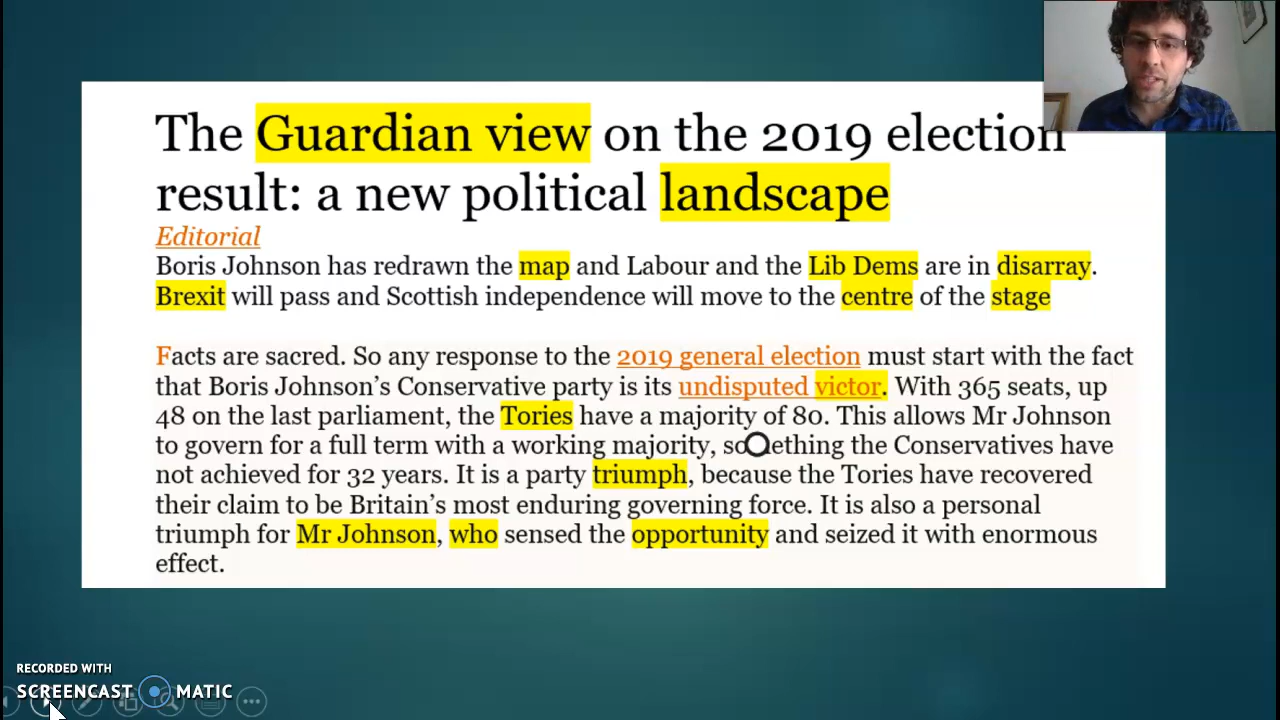 The Guardian view on the 2019 election
result: a new political landscape
Editorial
Boris Johnson has redrawn the map and Labour and the Lib Dems are in disarray.
Brexit will pass and Scottish independence will move to the centre of the stage
Facts are sacred. So any response to the 2019 general election must start with the fact
that Boris Johnson’s Conservative party is its undisputed victor. With 365 seats, up
48 on the last parliament, the Tories have a majority of 80. This allows Mr Johnson
to govern for a full term with a working majority, something the Conservatives have
not achieved for 32 years. It is a party triumph, because the Tories have recovered
their claim to be Britain’s most enduring governing force. It is also a personal
triumph for Mr Johnson, who sensed the opportunity and seized it with enormous
effect.
RECORDED WITH
SCREENCAST MATIC